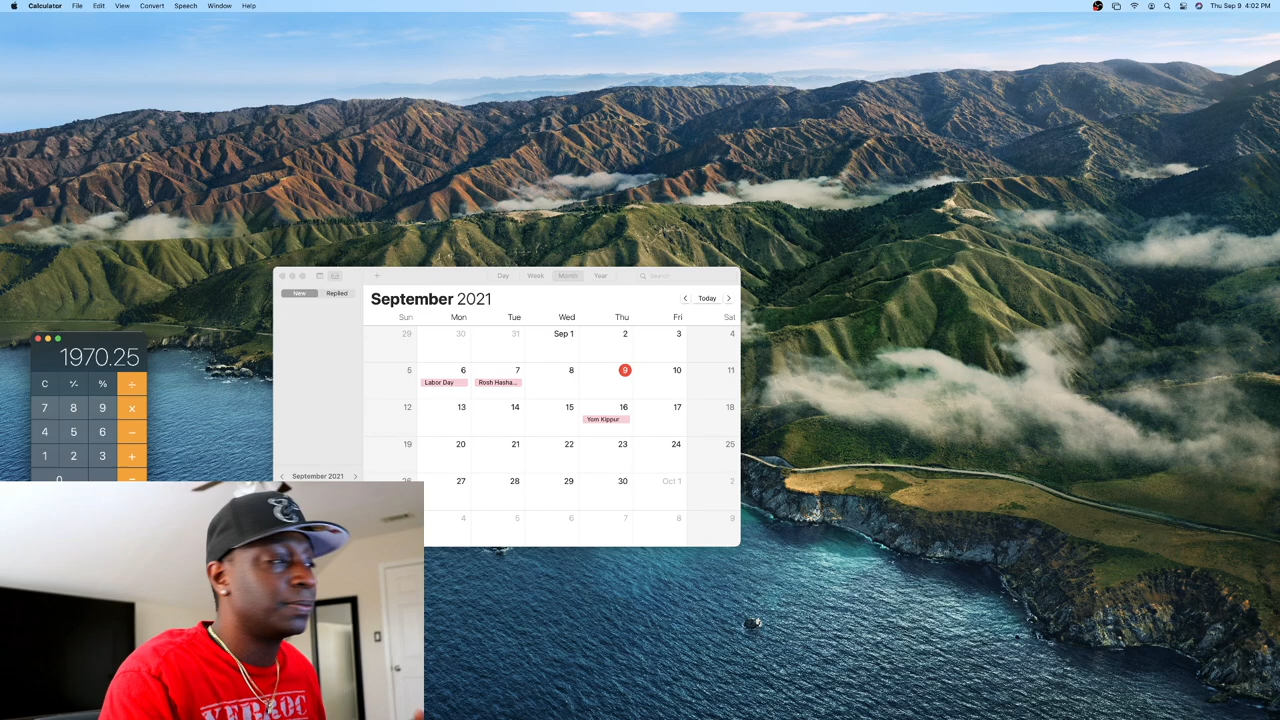 Calculator File Edit View Convert Speech Window Help Thu Sep 9 4:02 PM
Day Week Month Year Search
New Replied
September 2021 Today
Sun Mon Tue Wed Thu Fri Sat
29 30 31 Sep 1 2 3 4
5 6 7 8 9 10 11
Labor Day Rosh Hasha...
12 13 14 15 16 17 18
Yom Kippur
19 20 21 22 23 24 25
September 2021
27 28 29 30 Oct 1 2
4 5 6 7 8 9
1970.25
C +⁄- % ÷
7 8 9 x
4 5 6 −
1 2 3 +
0